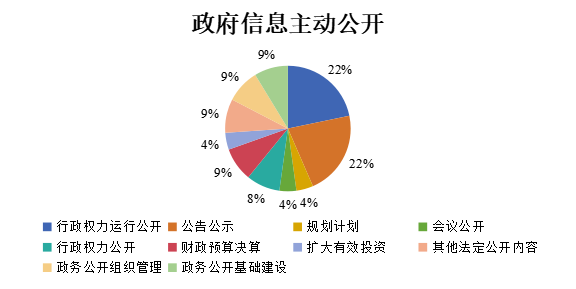 政府信息主动公开
9%
22%
9%
9%
4%
22%
9%
8%
4%
4%
行政权力运行公开 公告公示 规划计划 会议公开
行政权力公开 财政预算决算 扩大有效投资 其他法定公开内容
政务公开组织管理 政务公开基础建设